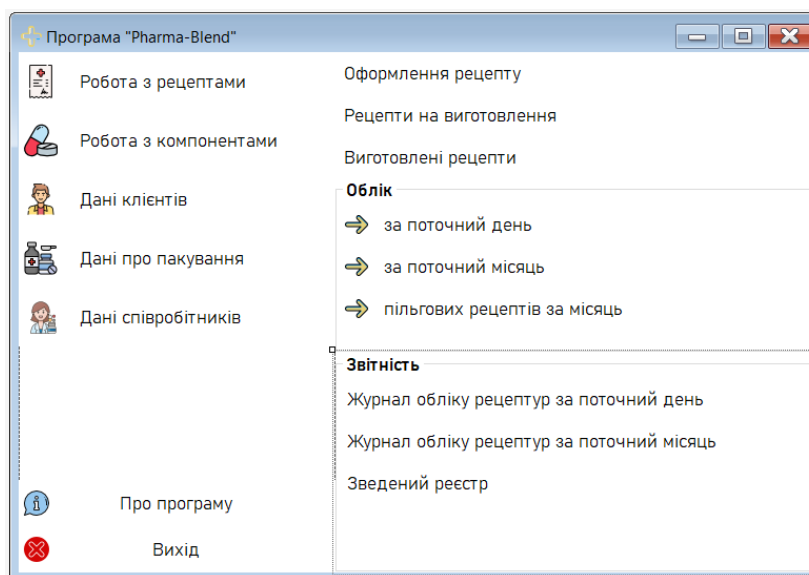 Програма "Pharma-Blend"
Робота з рецептами
Робота з компонентами
Дані клієнтів
Дані про пакування
Дані співробітників
Про програму
Вихід
Оформлення рецепту
Рецепти на виготовлення
Виготовлені рецепти
Облік
за поточний день
за поточний місяць
пільгових рецептів за місяць
Звітність
Журнал обліку рецептур за поточний день
Журнал обліку рецептур за поточний місяць
Зведений реєстр